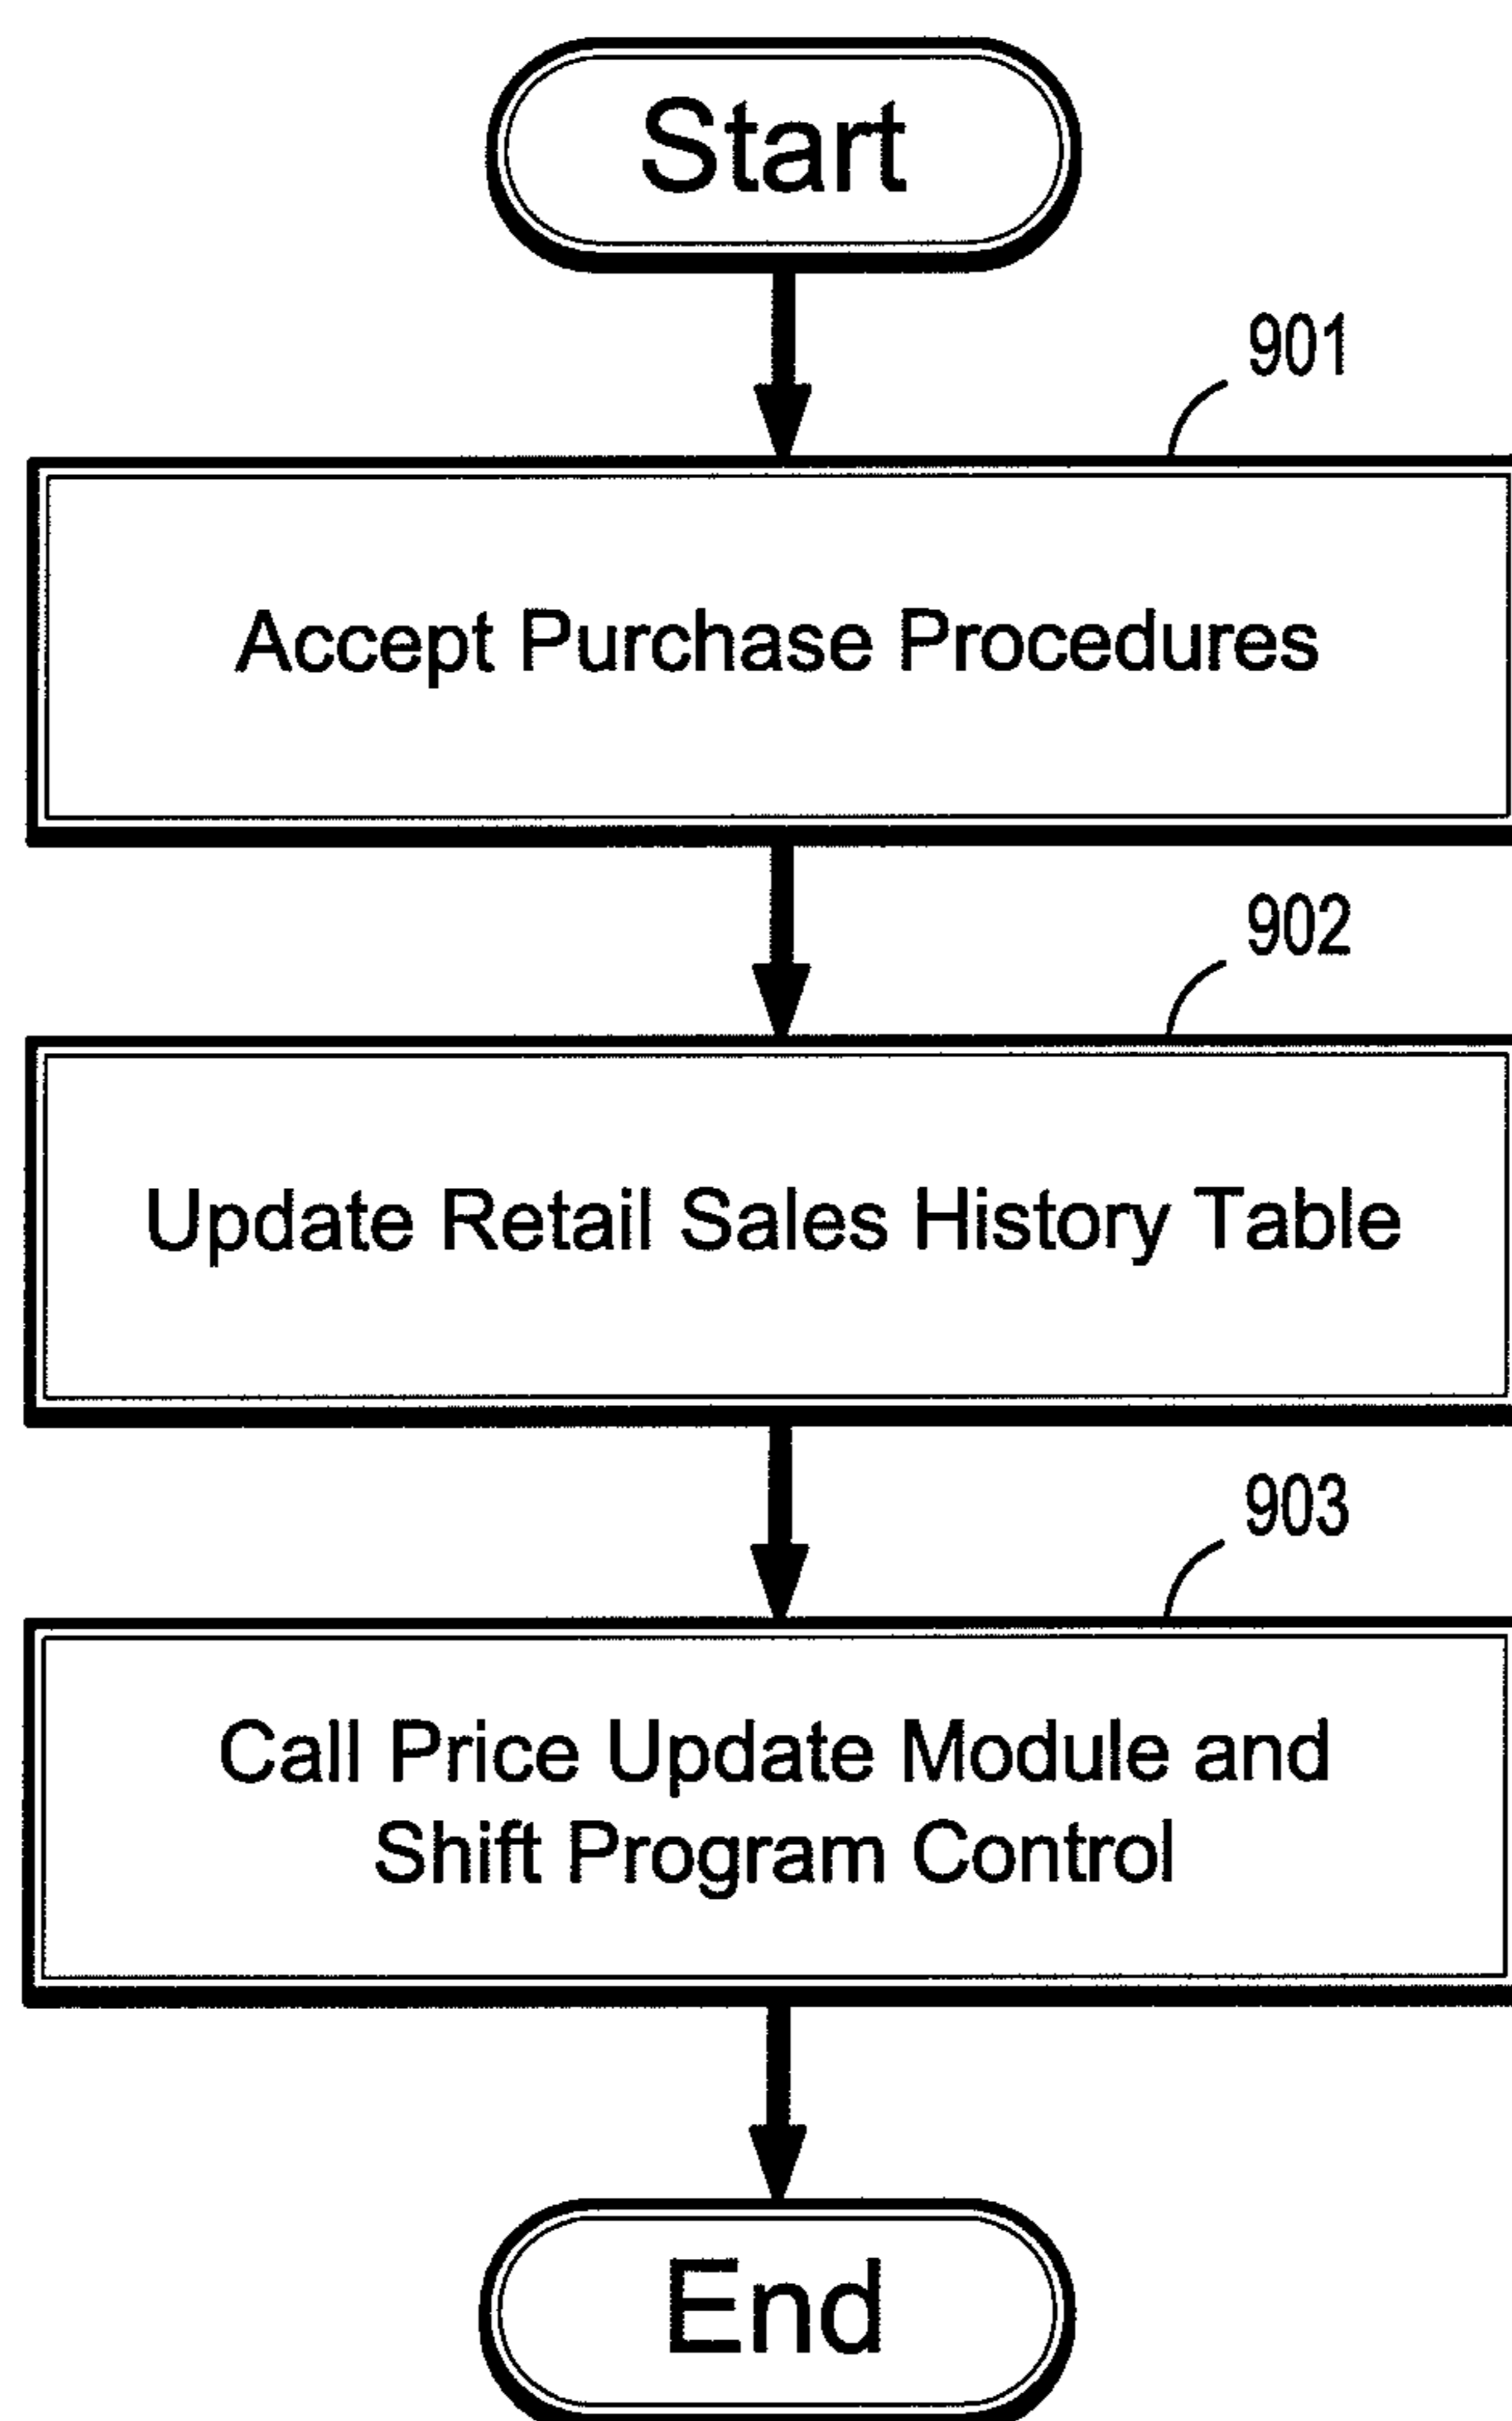 Start
901
Accept Purchase Procedures
902
Update Retail Sales History Table
903
Call Price Update Module and
Shift Program Control
End